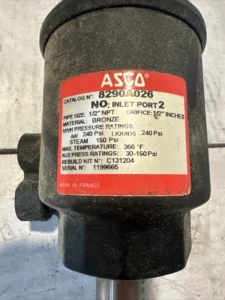 ASCO®
CATALOG N°: 8290A026
NO; INLET PORT 2
PIPE SIZE: 1/2" NPT ORIFICE: 1/2" INCHES
MATERIAL: BRONZE
MAIN PRESSURE RATINGS:
AIR 240 Psi LIQUIDS 240 Psi
STEAM 150 Psi
MAX. TEMPERATURE: 366 °F
AUX PRESS RATINGS: 30-150 Psi
REBUILD KIT N°: C131204
SERIAL: 1199665
MADE IN FRANCE